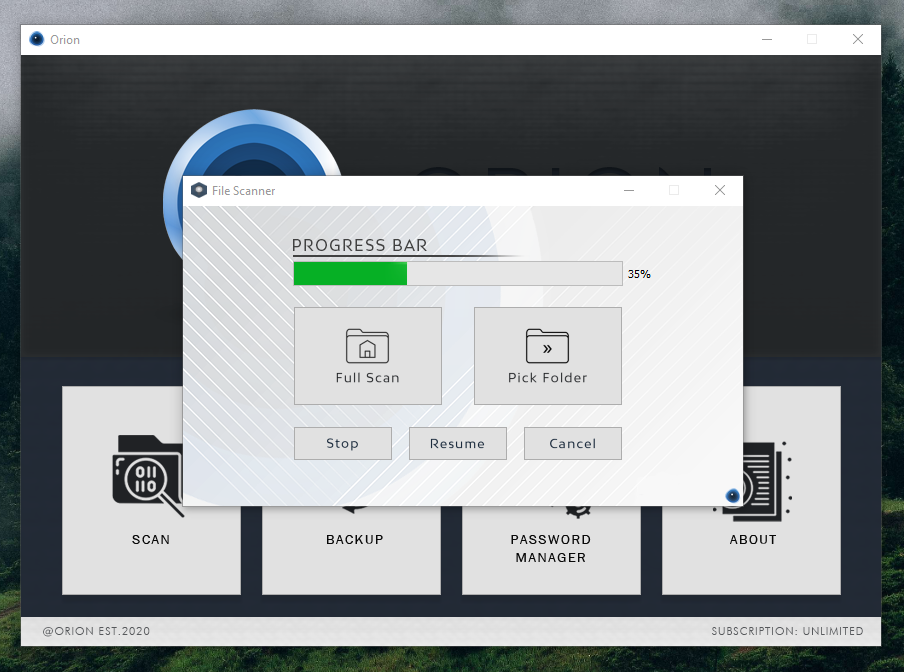 Orion
ORION
File Scanner
PROGRESS BAR
35%
Full Scan
Pick Folder
Stop
Resume
Cancel
SCAN
BACKUP
PASSWORD
MANAGER
ABOUT
@ORION EST.2020
SUBSCRIPTION: UNLIMITED